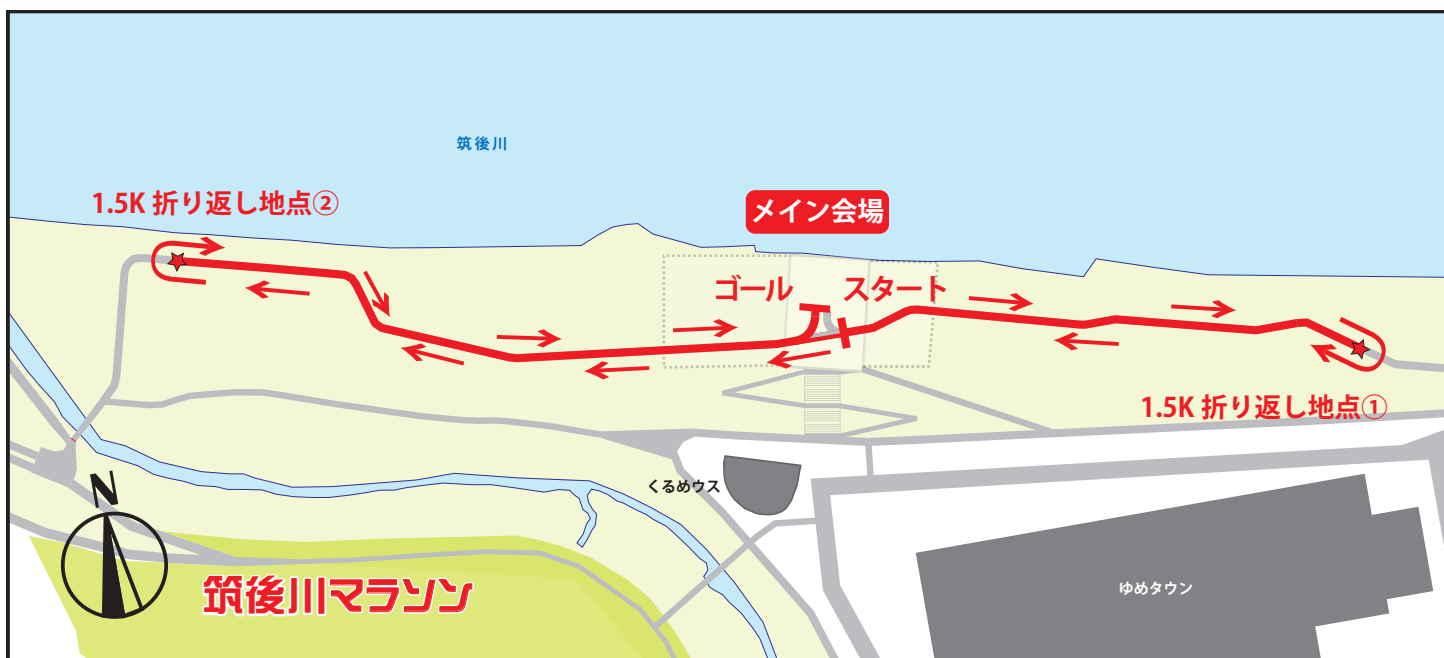 筑後川
1.5K 折り返し地点②
メイン会場
ゴール
スタート
1.5K 折り返し地点①
くるめウス
N
筑後川マラソン
ゆめタウン